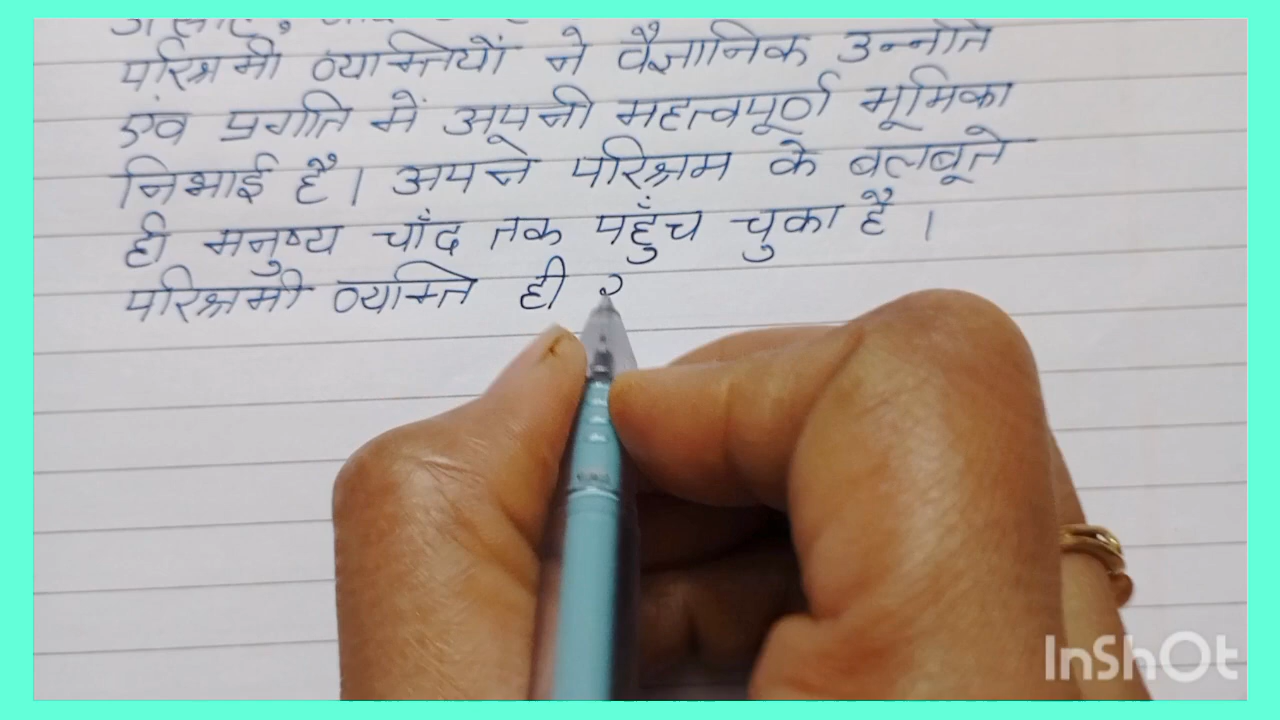 परिश्रमी व्यक्तियों ने वैज्ञानिक उन्नति
एवं प्रगति में अपनी महत्वपूर्ण भूमिका
निभाई है। अपने परिश्रम के बलबूते
ही मनुष्य चाँद तक पहुँच चुका है ।
परिश्रमी व्यक्ति ही
InShOt